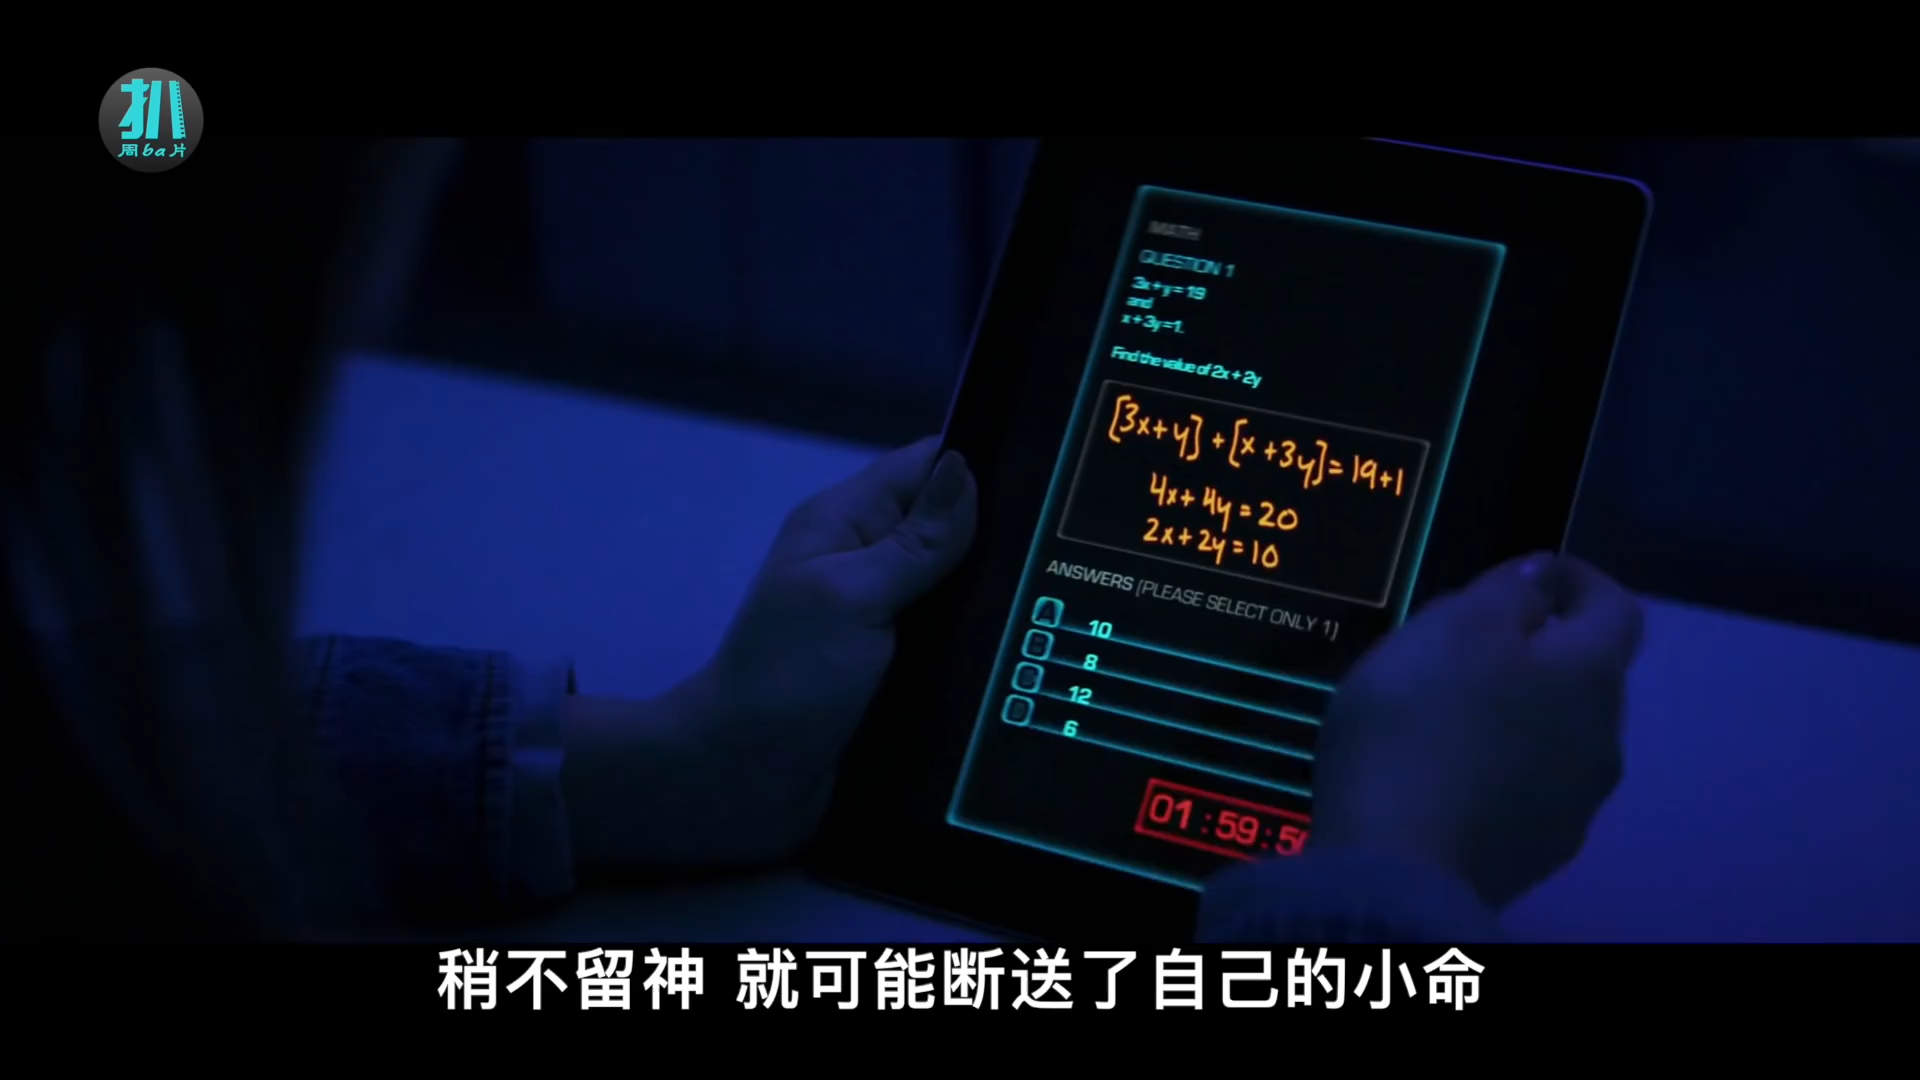 扒
周ba片
MATH
QUESTION 1
3x+y=19
and
x+3y=1.
Find the value of 2x+2y
[3x+y]+[x+3y]=19+1
4x+4y=20
2x+2y=10
ANSWERS [PLEASE SELECT ONLY 1]
A 10
B 8
C 12
D 6
01:59:5
稍不留神 就可能断送了自己的小命